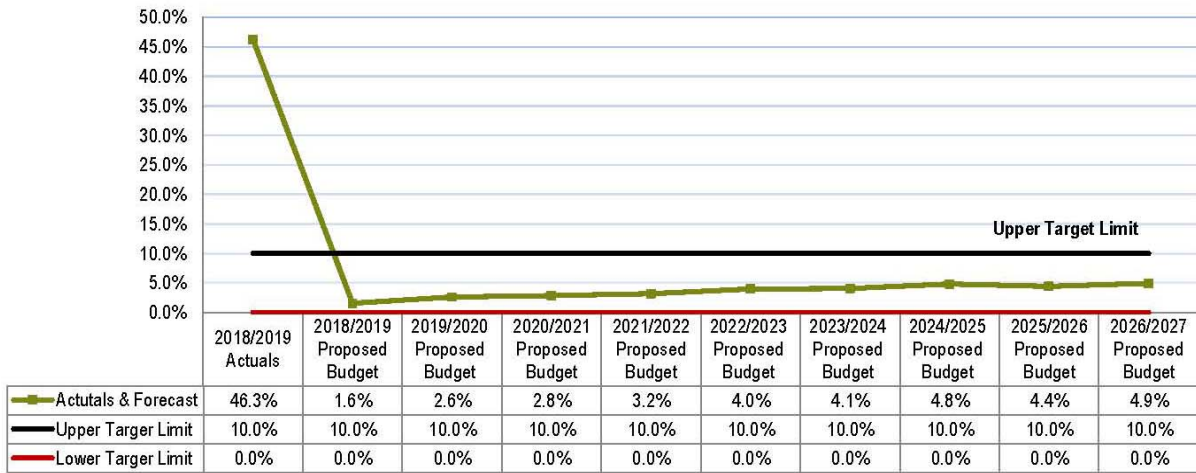 50.0%
45.0%
40.0%
35.0%
30.0%
25.0%
20.0%
15.0%
10.0%
5.0%
0.0%
Upper Target Limit
2018/2019 Actuals
2018/2019 Proposed Budget
2019/2020 Proposed Budget
2020/2021 Proposed Budget
2021/2022 Proposed Budget
2022/2023 Proposed Budget
2023/2024 Proposed Budget
2024/2025 Proposed Budget
2025/2026 Proposed Budget
2026/2027 Proposed Budget
Actutals & Forecast 46.3% 1.6% 2.6% 2.8% 3.2% 4.0% 4.1% 4.8% 4.4% 4.9%
Upper Targer Limit 10.0% 10.0% 10.0% 10.0% 10.0% 10.0% 10.0% 10.0% 10.0% 10.0%
Lower Targer Limit 0.0% 0.0% 0.0% 0.0% 0.0% 0.0% 0.0% 0.0% 0.0% 0.0%